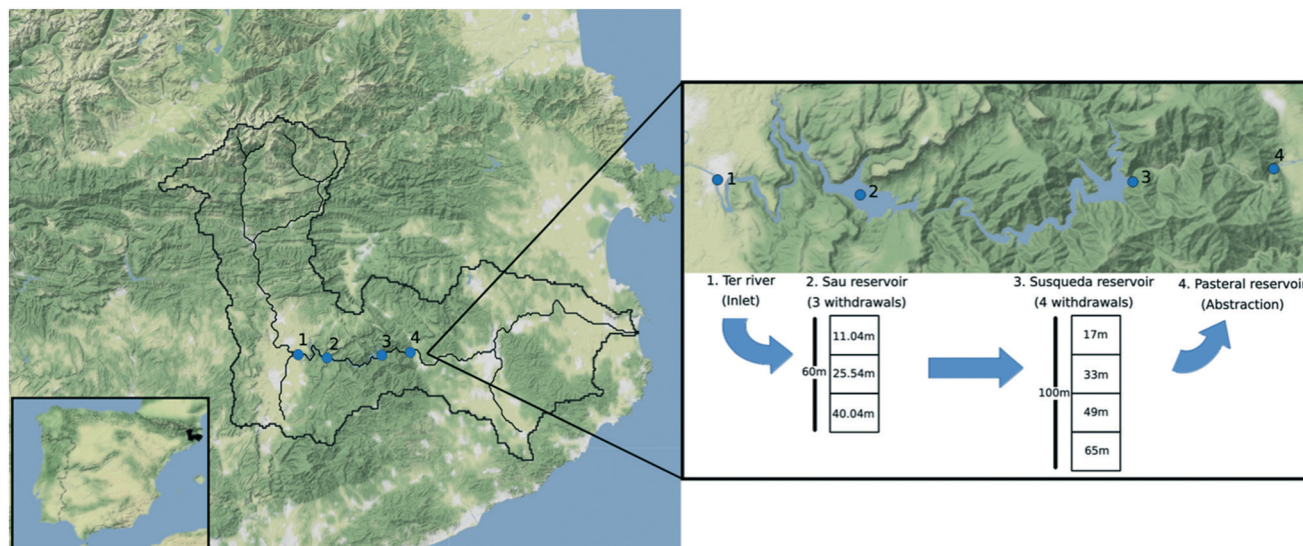 1
2
3
4
1
2
3
4
1. Ter river
(Inlet)
2. Sau reservoir
(3 withdrawals)
3. Susqueda reservoir
(4 withdrawals)
4. Pasteral reservoir
(Abstraction)
60m
11.04m
25.54m
40.04m
100m
17m
33m
49m
65m